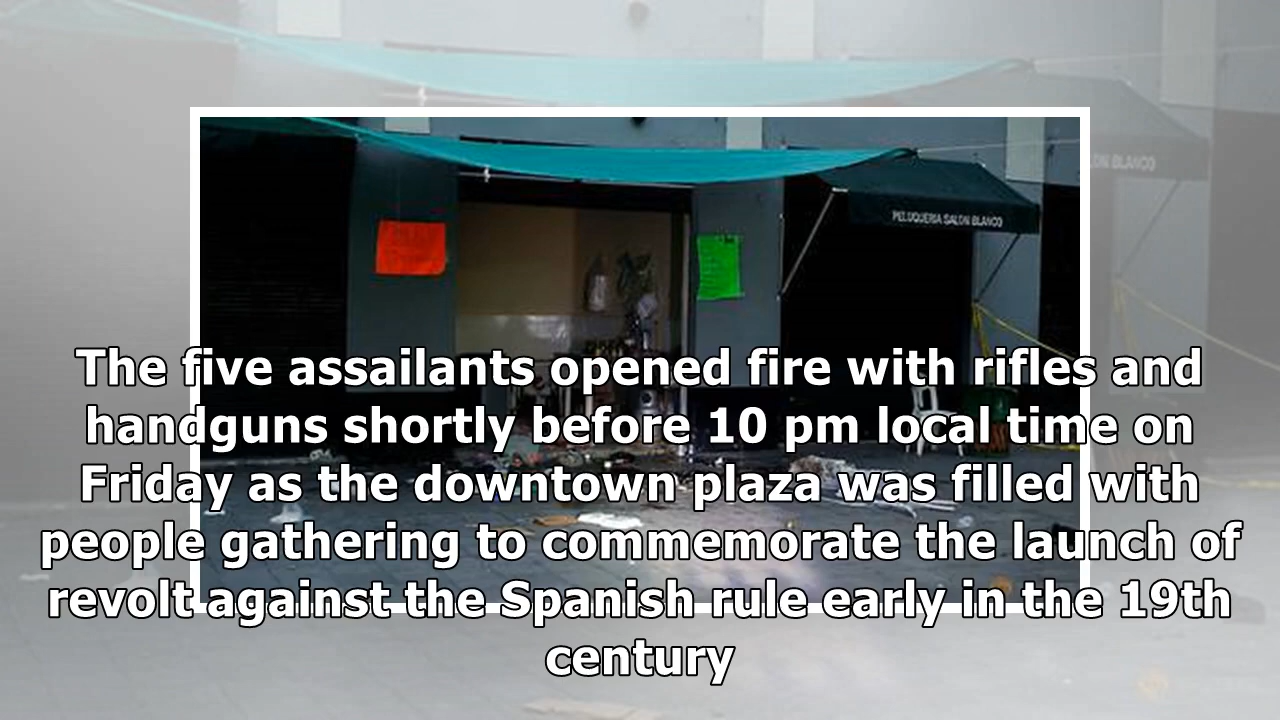 LON BLANCO
PELUQUERIA SALON BLANCO
The five assailants opened fire with rifles and
handguns shortly before 10 pm local time on
Friday as the downtown plaza was filled with
people gathering to commemorate the launch of
revolt against the Spanish rule early in the 19th
century